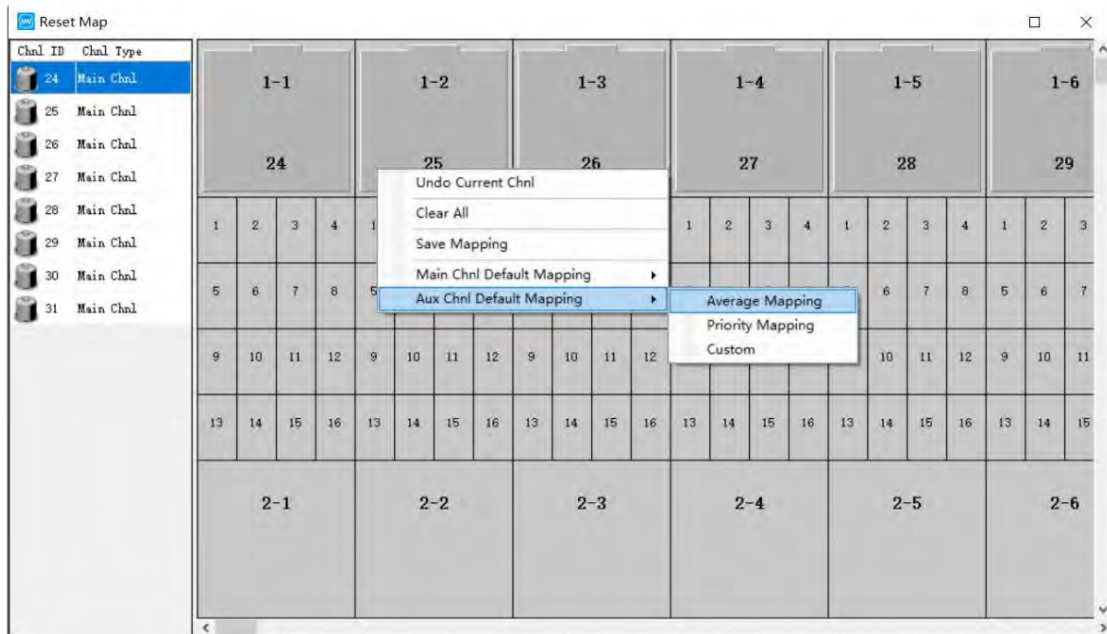 Reset Map
Chnl ID Chnl Type
24 Main Chnl
25 Main Chnl
26 Main Chnl
27 Main Chnl
28 Main Chnl
29 Main Chnl
30 Main Chnl
31 Main Chnl
1-1 1-2 1-3 1-4 1-5 1-6
24 25 26 27 28 29
Undo Current Chnl
Clear All
Save Mapping
Main Chnl Default Mapping
Aux Chnl Default Mapping
Average Mapping
Priority Mapping
Custom
1 2 3 4 1 1 2 3 4 1 2 3 4 1 2 3
5 6 7 8 5 6 7 8 5 6 7
9 10 11 12 9 10 11 12 9 10 11 12 10 11 12 9 10 11
13 14 15 16 13 14 15 16 13 14 15 16 13 14 15 16 13 14 15 16 13 14 15
2-1 2-2 2-3 2-4 2-5 2-6